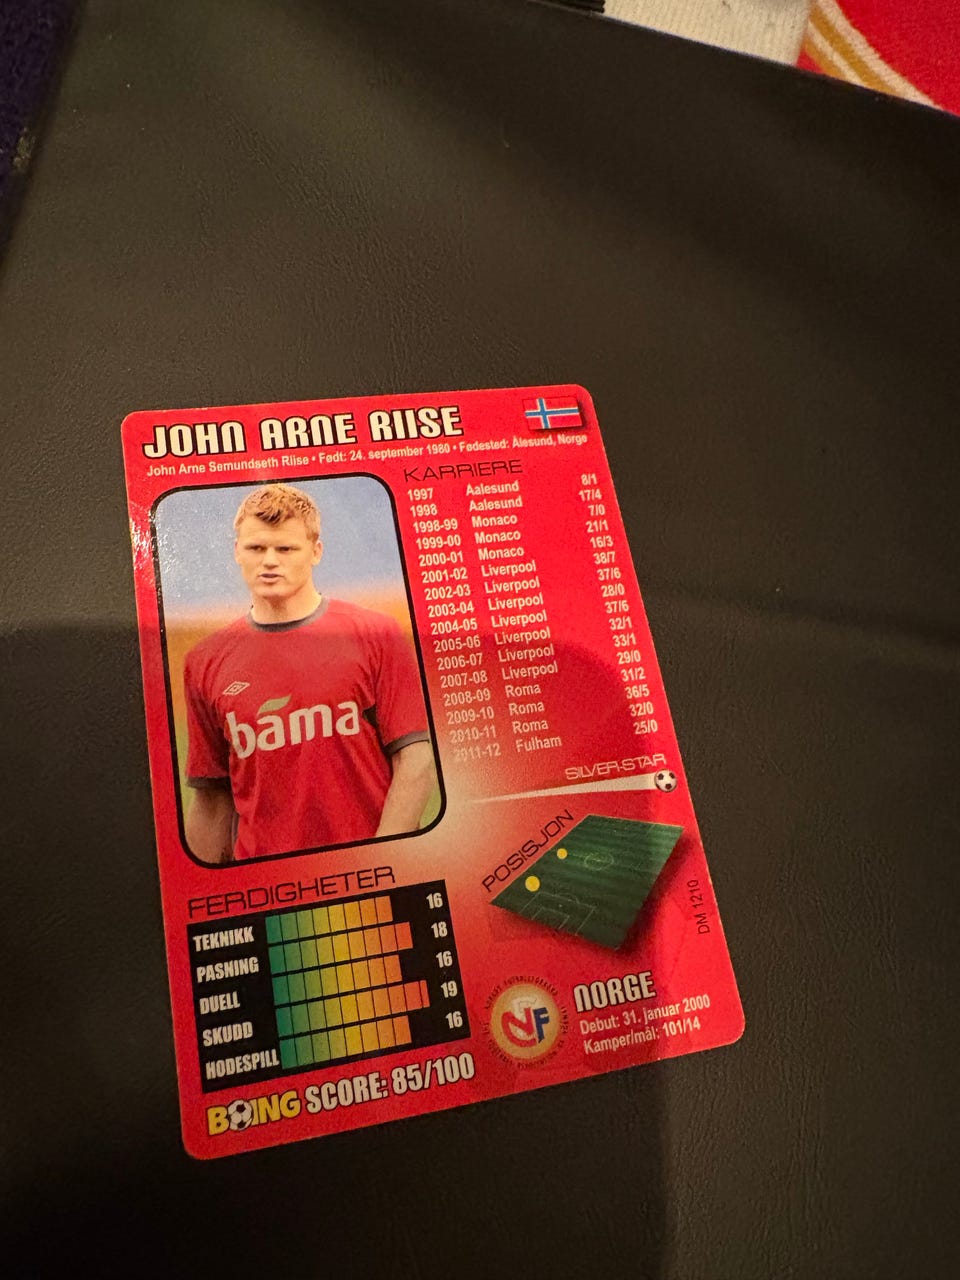 JOHN ARNE RIISE
John Arne Semundseth Riise • Født: 24. september 1980 • Fødested: Ålesund, Norge
KARRIERE
1997 Aalesund 8/1
1998 Aalesund 17/4
1998-99 Monaco 7/0
1999-00 Monaco 21/1
2000-01 Monaco 16/3
2001-02 Liverpool 38/7
2002-03 Liverpool 37/6
2003-04 Liverpool 28/0
2004-05 Liverpool 37/6
2005-06 Liverpool 32/1
2006-07 Liverpool 33/1
2007-08 Liverpool 29/0
2008-09 Roma 31/2
2009-10 Roma 36/5
2010-11 Roma 32/0
2011-12 Fulham 25/0
bama
SILVER-STAR
POSISJON
FERDIGHETER
TEKNIKK 16
PASNING 18
DUELL 16
SKUDD 19
HODESPILL 16
BOING SCORE: 85/100
NFF
NORGE
Debut: 31. januar 2000
Kamper/mål: 101/14
DM 1210